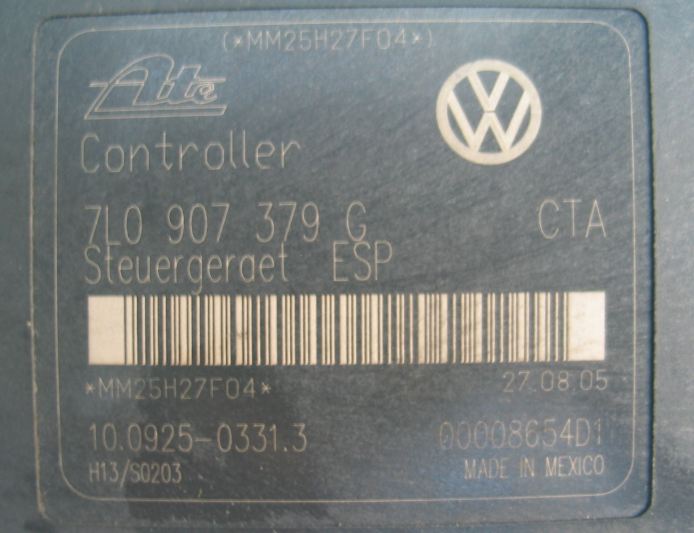 (*MM25H27F04*)
Ate
VW
Controller
7L0 907 379 G CTA
Steuergeraet ESP
*MM25H27F04* 27.08.05
10.0925-0331.3 00008654D1
H13/S0203 MADE IN MEXICO